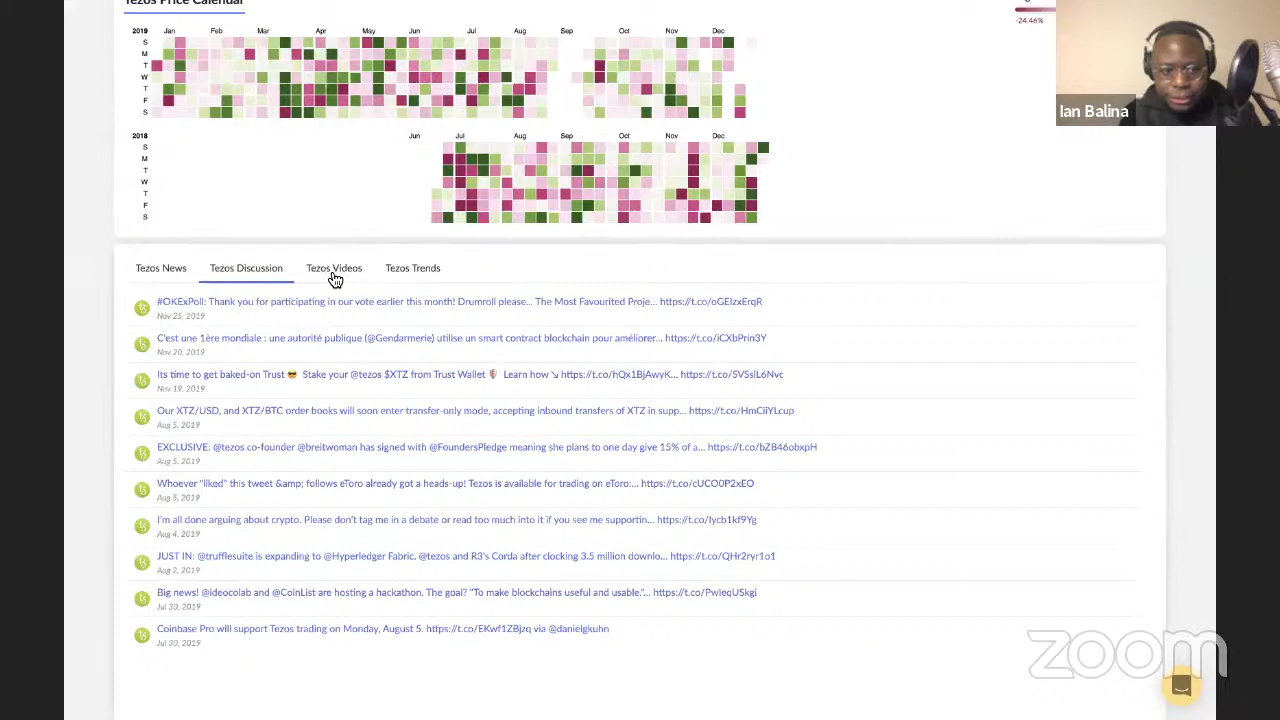 Tezos Price Calendar
-24.46%
Ian Balina
2019 Jan Feb Mar Apr May Jun Jul Aug Sep Oct Nov Dec
S
M
T
W
T
F
S
2018 Jun Jul Aug Sep Oct Nov Dec
S
M
T
W
T
F
S
Tezos News Tezos Discussion Tezos Videos Tezos Trends
#OKExPoll: Thank you for participating in our vote earlier this month! Drumroll please... The Most Favourited Proje... https://t.co/oGEIzxErqR
Nov 25, 2019
C'est une 1ère mondiale : une autorité publique (@Gendarmerie) utilise un smart contract blockchain pour améliorer... https://t.co/iCXbPrin3Y
Nov 20, 2019
Its time to get baked-on Trust 😎 Stake your @tezos $XTZ from Trust Wallet 🛡 Learn how ↘ https://t.co/hQx1BjAwyK... https://t.co/SVSslL6Nvc
Nov 19, 2019
Our XTZ/USD, and XTZ/BTC order books will soon enter transfer-only mode, accepting inbound transfers of XTZ in supp... https://t.co/HmCiiYLcup
Aug 5, 2019
EXCLUSIVE: @tezos co-founder @breitwoman has signed with @FoundersPledge meaning she plans to one day give 15% of a... https://t.co/bZB46obxpH
Aug 5, 2019
Whoever "liked" this tweet &amp; follows eToro already got a heads-up! Tezos is available for trading on eToro:... https://t.co/cUCO0P2xEO
Aug 5, 2019
I'm all done arguing about crypto. Please don't tag me in a debate or read too much into it if you see me supportin... https://t.co/Iycb1kf9Yg
Aug 4, 2019
JUST IN: @trufflesuite is expanding to @Hyperledger Fabric, @tezos and R3's Corda after clocking 3.5 million downlo... https://t.co/QHr2ryr1o1
Aug 2, 2019
Big news! @ideocolab and @CoinList are hosting a hackathon. The goal? "To make blockchains useful and usable."... https://t.co/PwIeqUSkgi
Jul 30, 2019
Coinbase Pro will support Tezos trading on Monday, August 5. https://t.co/EKwf1ZBjzq via @danielgkuhn
Jul 30, 2019
zoom